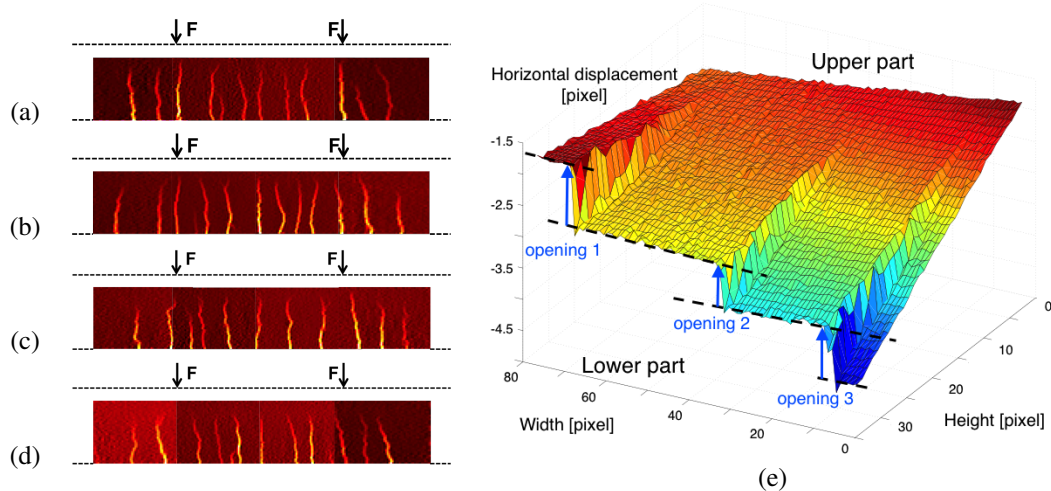 F F
(a)
F F
(b)
F F
(c)
F F
(d)
Upper part
Horizontal displacement
[pixel]
-1.5
-2.5
-3.5
-4.5
opening 1
opening 2
opening 3
Lower part
80
60
40
20
0
Width [pixel]
0
10
20
30
Height [pixel]
(e)